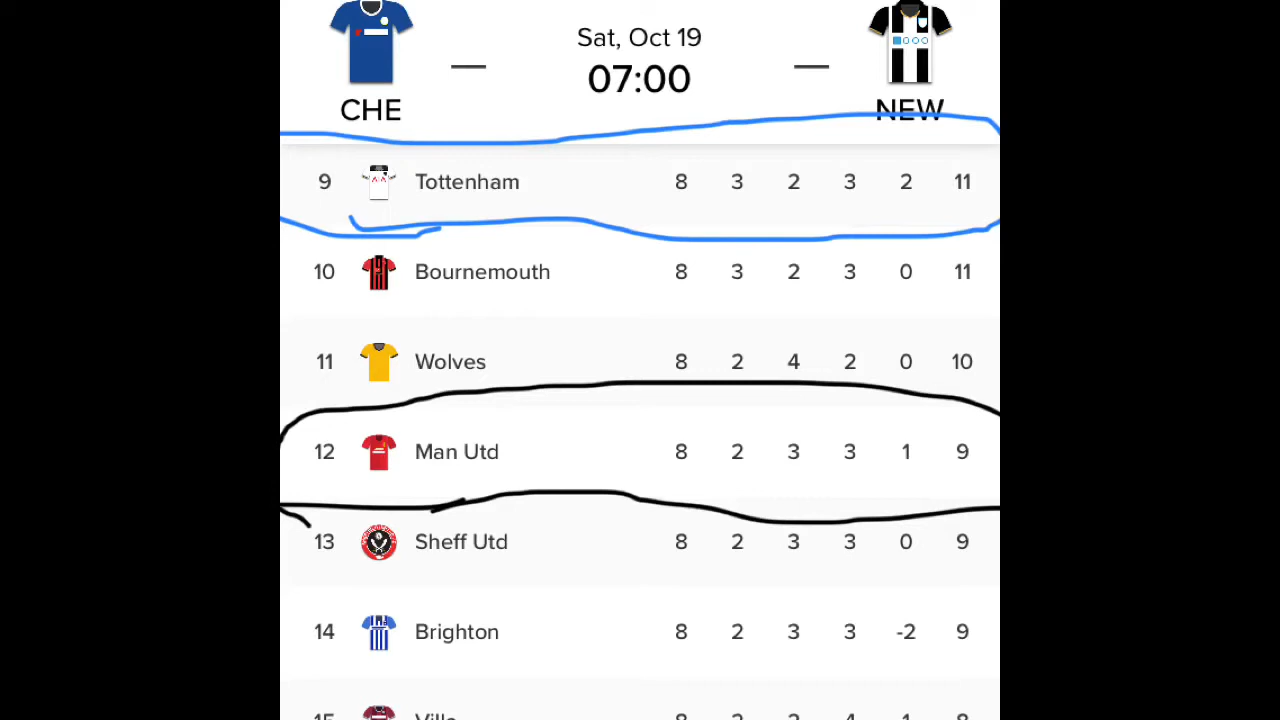 Sat, Oct 19
07:00
CHE
NEW
9 Tottenham 8 3 2 3 2 11
10 Bournemouth 8 3 2 3 0 11
11 Wolves 8 2 4 2 0 10
12 Man Utd 8 2 3 3 1 9
13 Sheff Utd 8 2 3 3 0 9
14 Brighton 8 2 3 3 -2 9